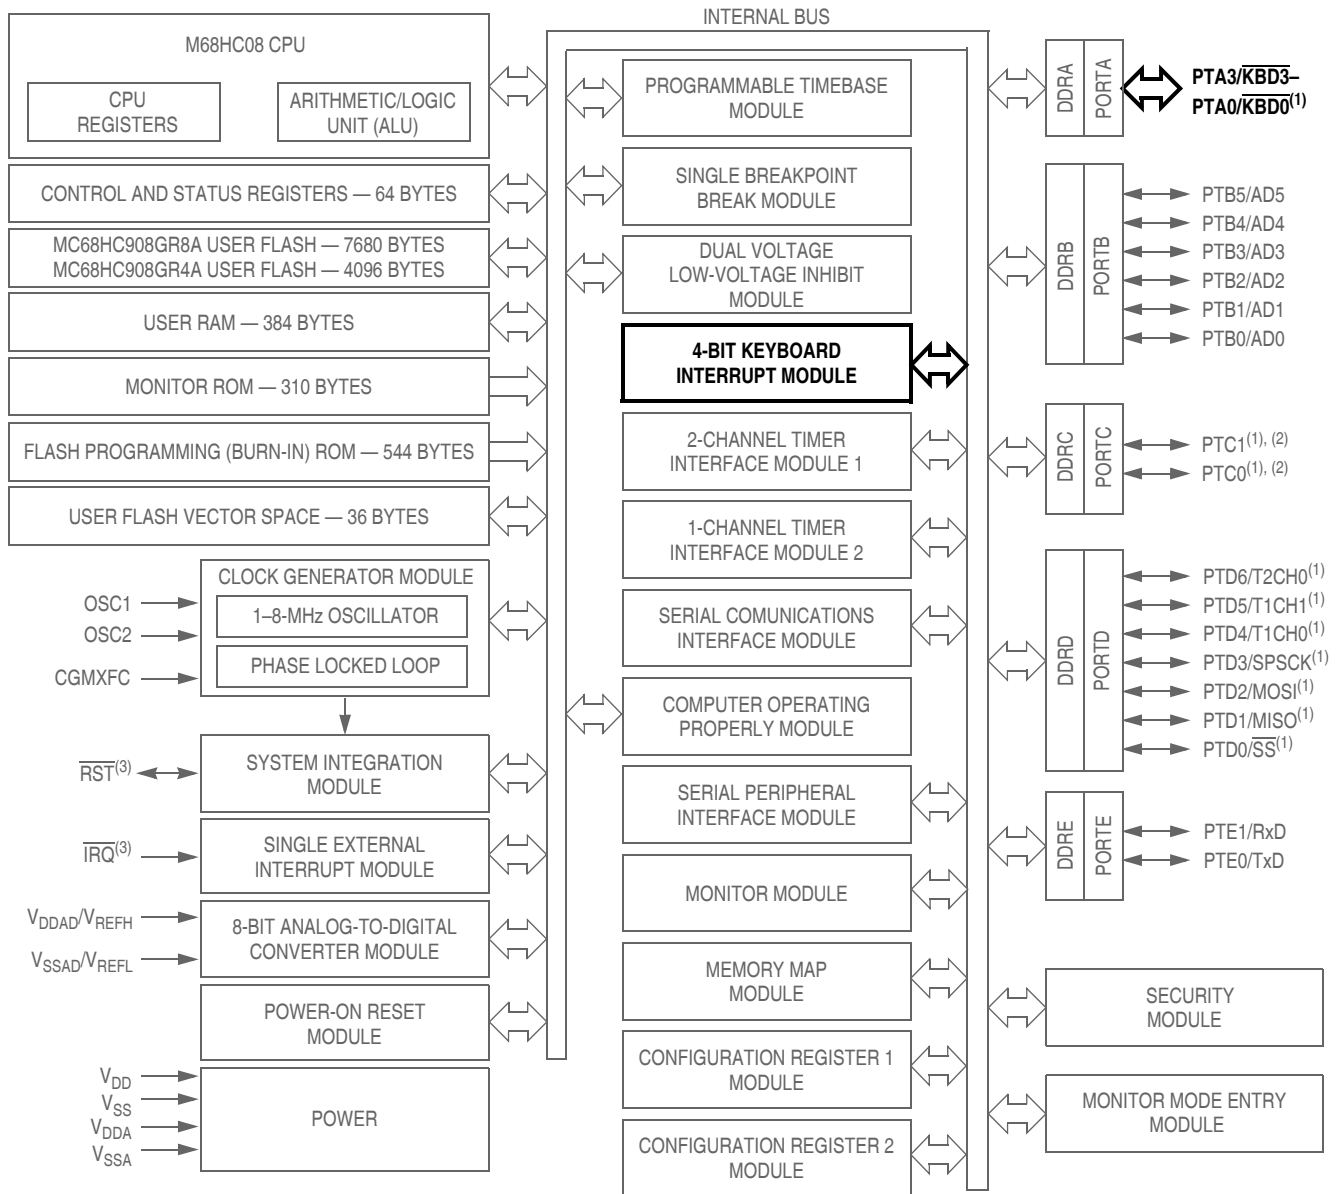 INTERNAL BUS
M68HC08 CPU
CPU
REGISTERS
ARITHMETIC/LOGIC
UNIT (ALU)
CONTROL AND STATUS REGISTERS — 64 BYTES
MC68HC908GR8A USER FLASH — 7680 BYTES
MC68HC908GR4A USER FLASH — 4096 BYTES
USER RAM — 384 BYTES
MONITOR ROM — 310 BYTES
FLASH PROGRAMMING (BURN-IN) ROM — 544 BYTES
USER FLASH VECTOR SPACE — 36 BYTES
CLOCK GENERATOR MODULE
1–8-MHz OSCILLATOR
PHASE LOCKED LOOP
OSC1
OSC2
CGMXFC
SYSTEM INTEGRATION
MODULE
RST(3)
SINGLE EXTERNAL
INTERRUPT MODULE
IRQ(3)
8-BIT ANALOG-TO-DIGITAL
CONVERTER MODULE
VDDAD/VREFH
VSSAD/VREFL
POWER-ON RESET
MODULE
POWER
VDD
VSS
VDDA
VSSA
PROGRAMMABLE TIMEBASE
MODULE
SINGLE BREAKPOINT
BREAK MODULE
DUAL VOLTAGE
LOW-VOLTAGE INHIBIT
MODULE
4-BIT KEYBOARD
INTERRUPT MODULE
2-CHANNEL TIMER
INTERFACE MODULE 1
1-CHANNEL TIMER
INTERFACE MODULE 2
SERIAL COMUNICATIONS
INTERFACE MODULE
COMPUTER OPERATING
PROPERLY MODULE
SERIAL PERIPHERAL
INTERFACE MODULE
MONITOR MODULE
MEMORY MAP
MODULE
CONFIGURATION REGISTER 1
MODULE
CONFIGURATION REGISTER 2
MODULE
DDRA
PORTA
PTA3/KBD3–
PTA0/KBD0(1)
DDRB
PORTB
PTB5/AD5
PTB4/AD4
PTB3/AD3
PTB2/AD2
PTB1/AD1
PTB0/AD0
DDRC
PORTC
PTC1(1), (2)
PTC0(1), (2)
DDRD
PORTD
PTD6/T2CH0(1)
PTD5/T1CH1(1)
PTD4/T1CH0(1)
PTD3/SPSCK(1)
PTD2/MOSI(1)
PTD1/MISO(1)
PTD0/SS(1)
DDRE
PORTE
PTE1/RxD
PTE0/TxD
SECURITY
MODULE
MONITOR MODE ENTRY
MODULE